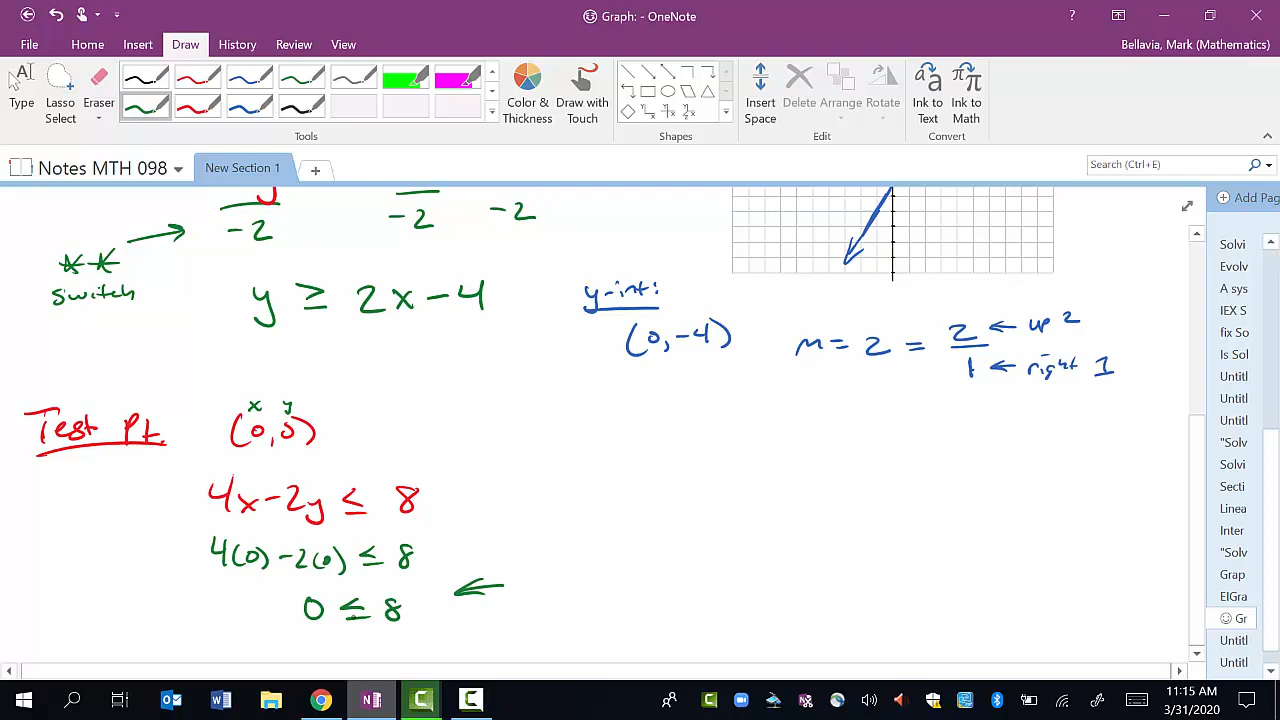 Graph: - OneNote
?
File Home Insert Draw History Review View
Bellavia, Mark (Mathematics)
Type
Lasso Select
Eraser
Color & Thickness
Draw with Touch
Insert Space
Delete
Arrange
Rotate
Ink to Text
Ink to Math
Tools
Shapes
Edit
Convert
Notes MTH 098
New Section 1
+
Search (Ctrl+E)
Add Pag
-2 -2 -2
switch
y ≥ 2x-4
y-int:
(0,-4)
m = 2 = 2/1
← up 2
← right 1
Test Pt. (0,0)
x y
4x-2y ≤ 8
4(0) -2(0) ≤ 8
0 ≤ 8 ←
Solvi
Evolv
A sys
IEX S
fix So
Is Sol
Untitl
Untitl
Untitl
"Solv
Solvi
Secti
Linea
Inter
"Solv
Grap
ElGra
☺ Gr
Untitl
Untitl
11:15 AM
3/31/2020